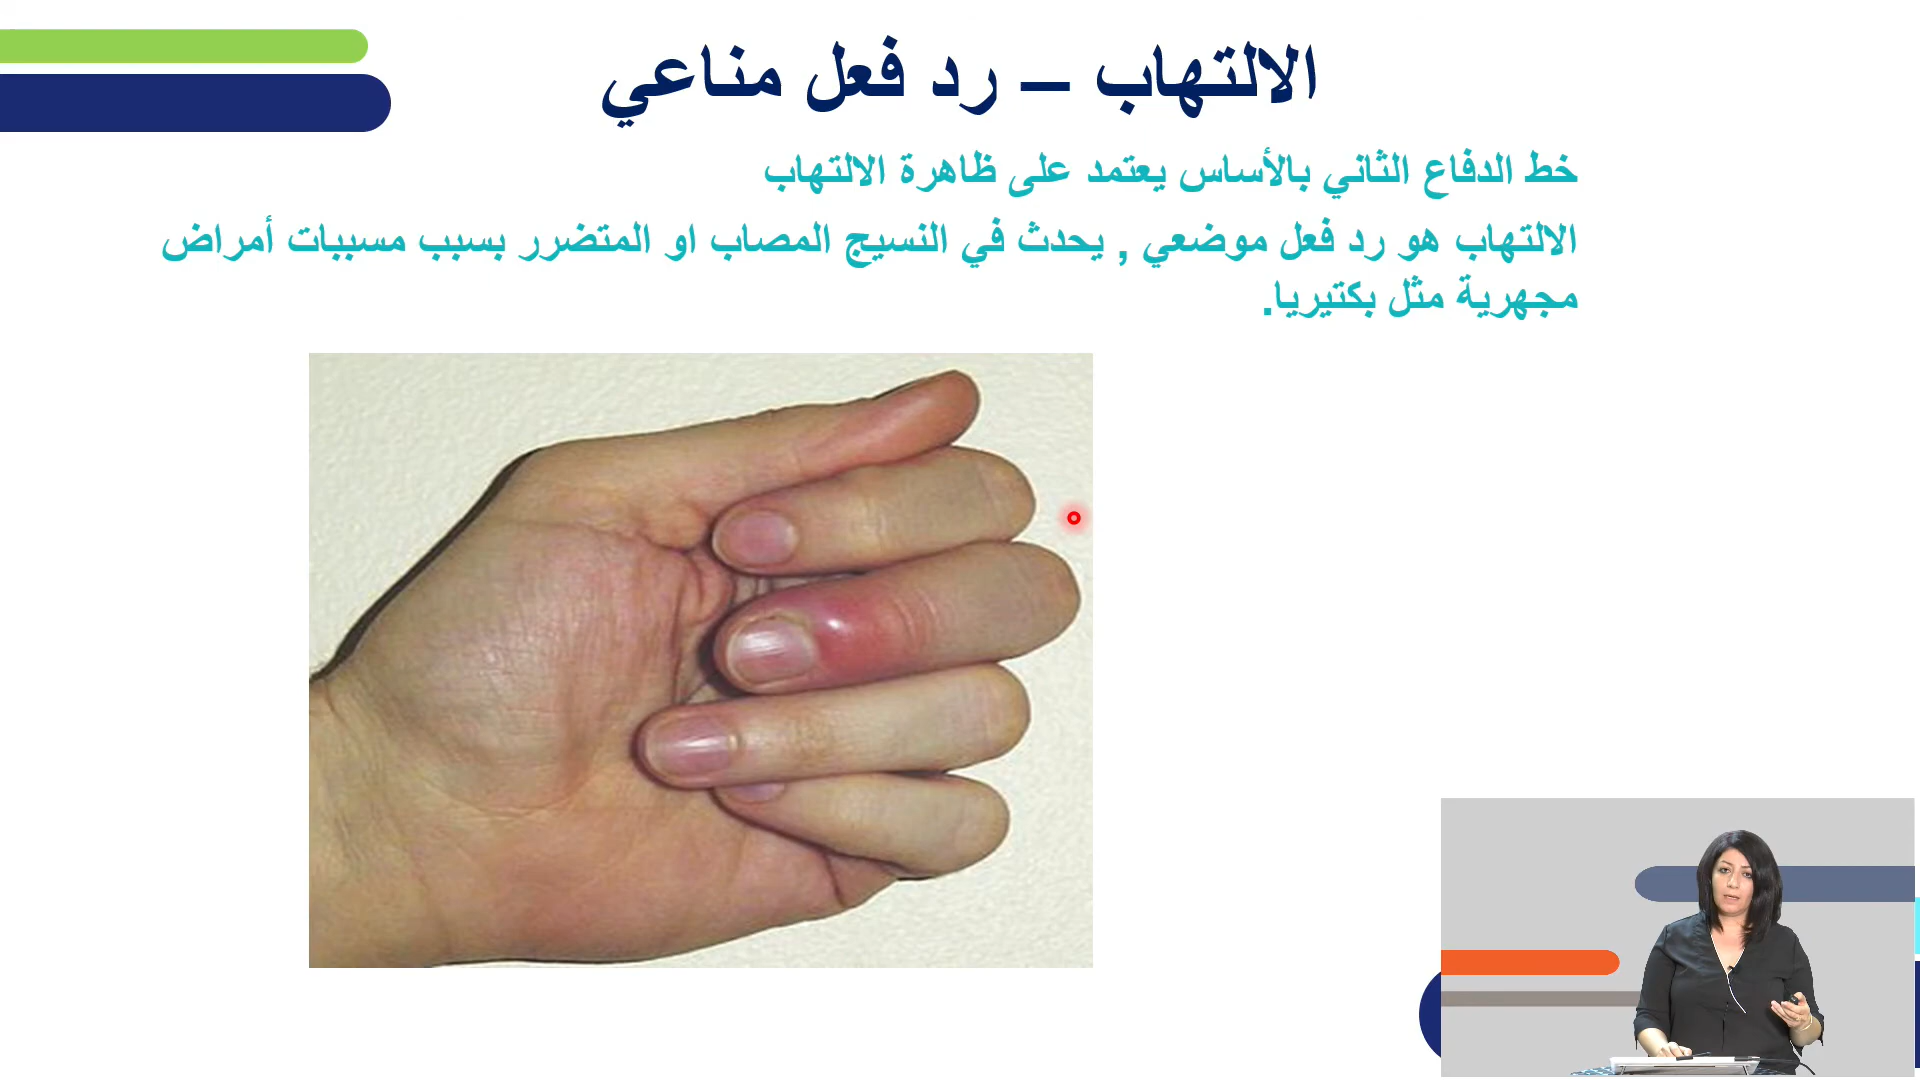 الالتهاب – رد فعل مناعي
خط الدفاع الثاني بالأساس يعتمد على ظاهرة الالتهاب
الالتهاب هو رد فعل موضعي , يحدث في النسيج المصاب او المتضرر بسبب مسببات أمراض
مجهرية مثل بكتيريا.